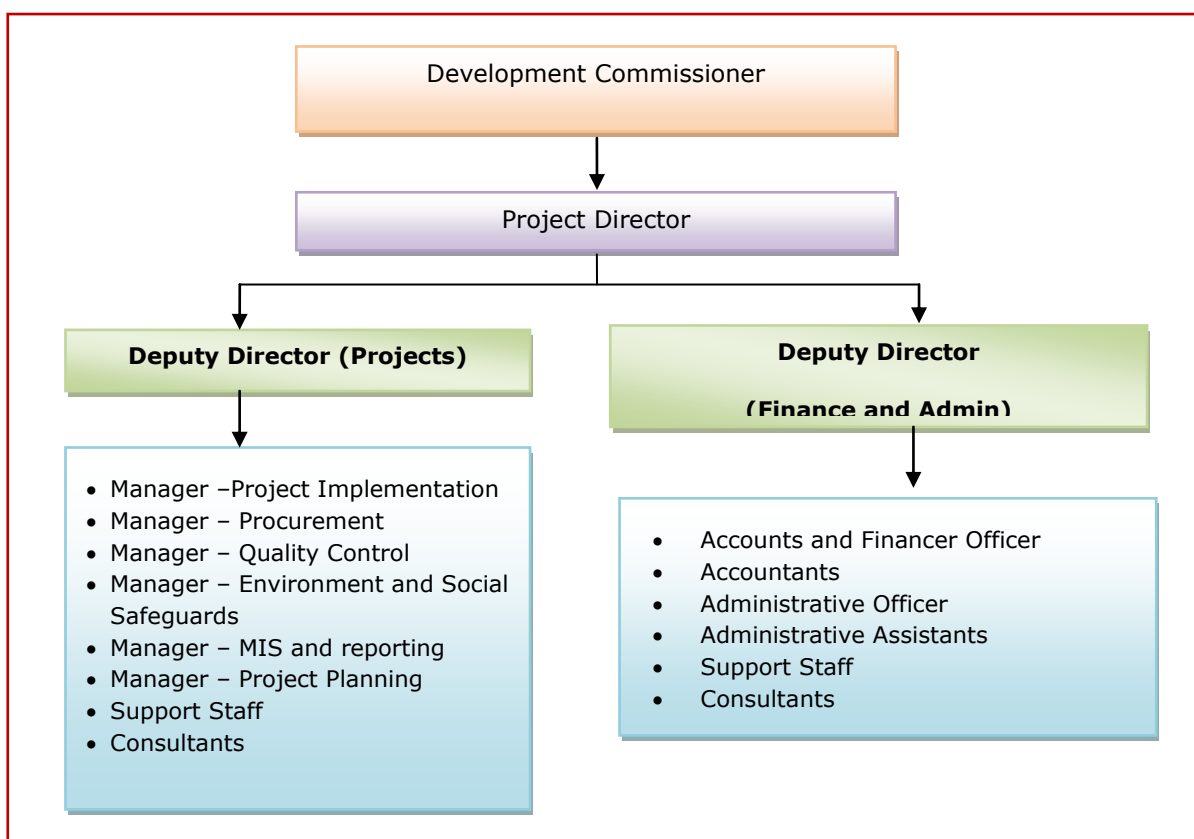 Development Commissioner
Project Director
Deputy Director (Projects)
Deputy Director
(Finance and Admin)
• Manager –Project Implementation
• Manager – Procurement
• Manager – Quality Control
• Manager – Environment and Social
Safeguards
• Manager – MIS and reporting
• Manager – Project Planning
• Support Staff
• Consultants
• Accounts and Financer Officer
• Accountants
• Administrative Officer
• Administrative Assistants
• Support Staff
• Consultants